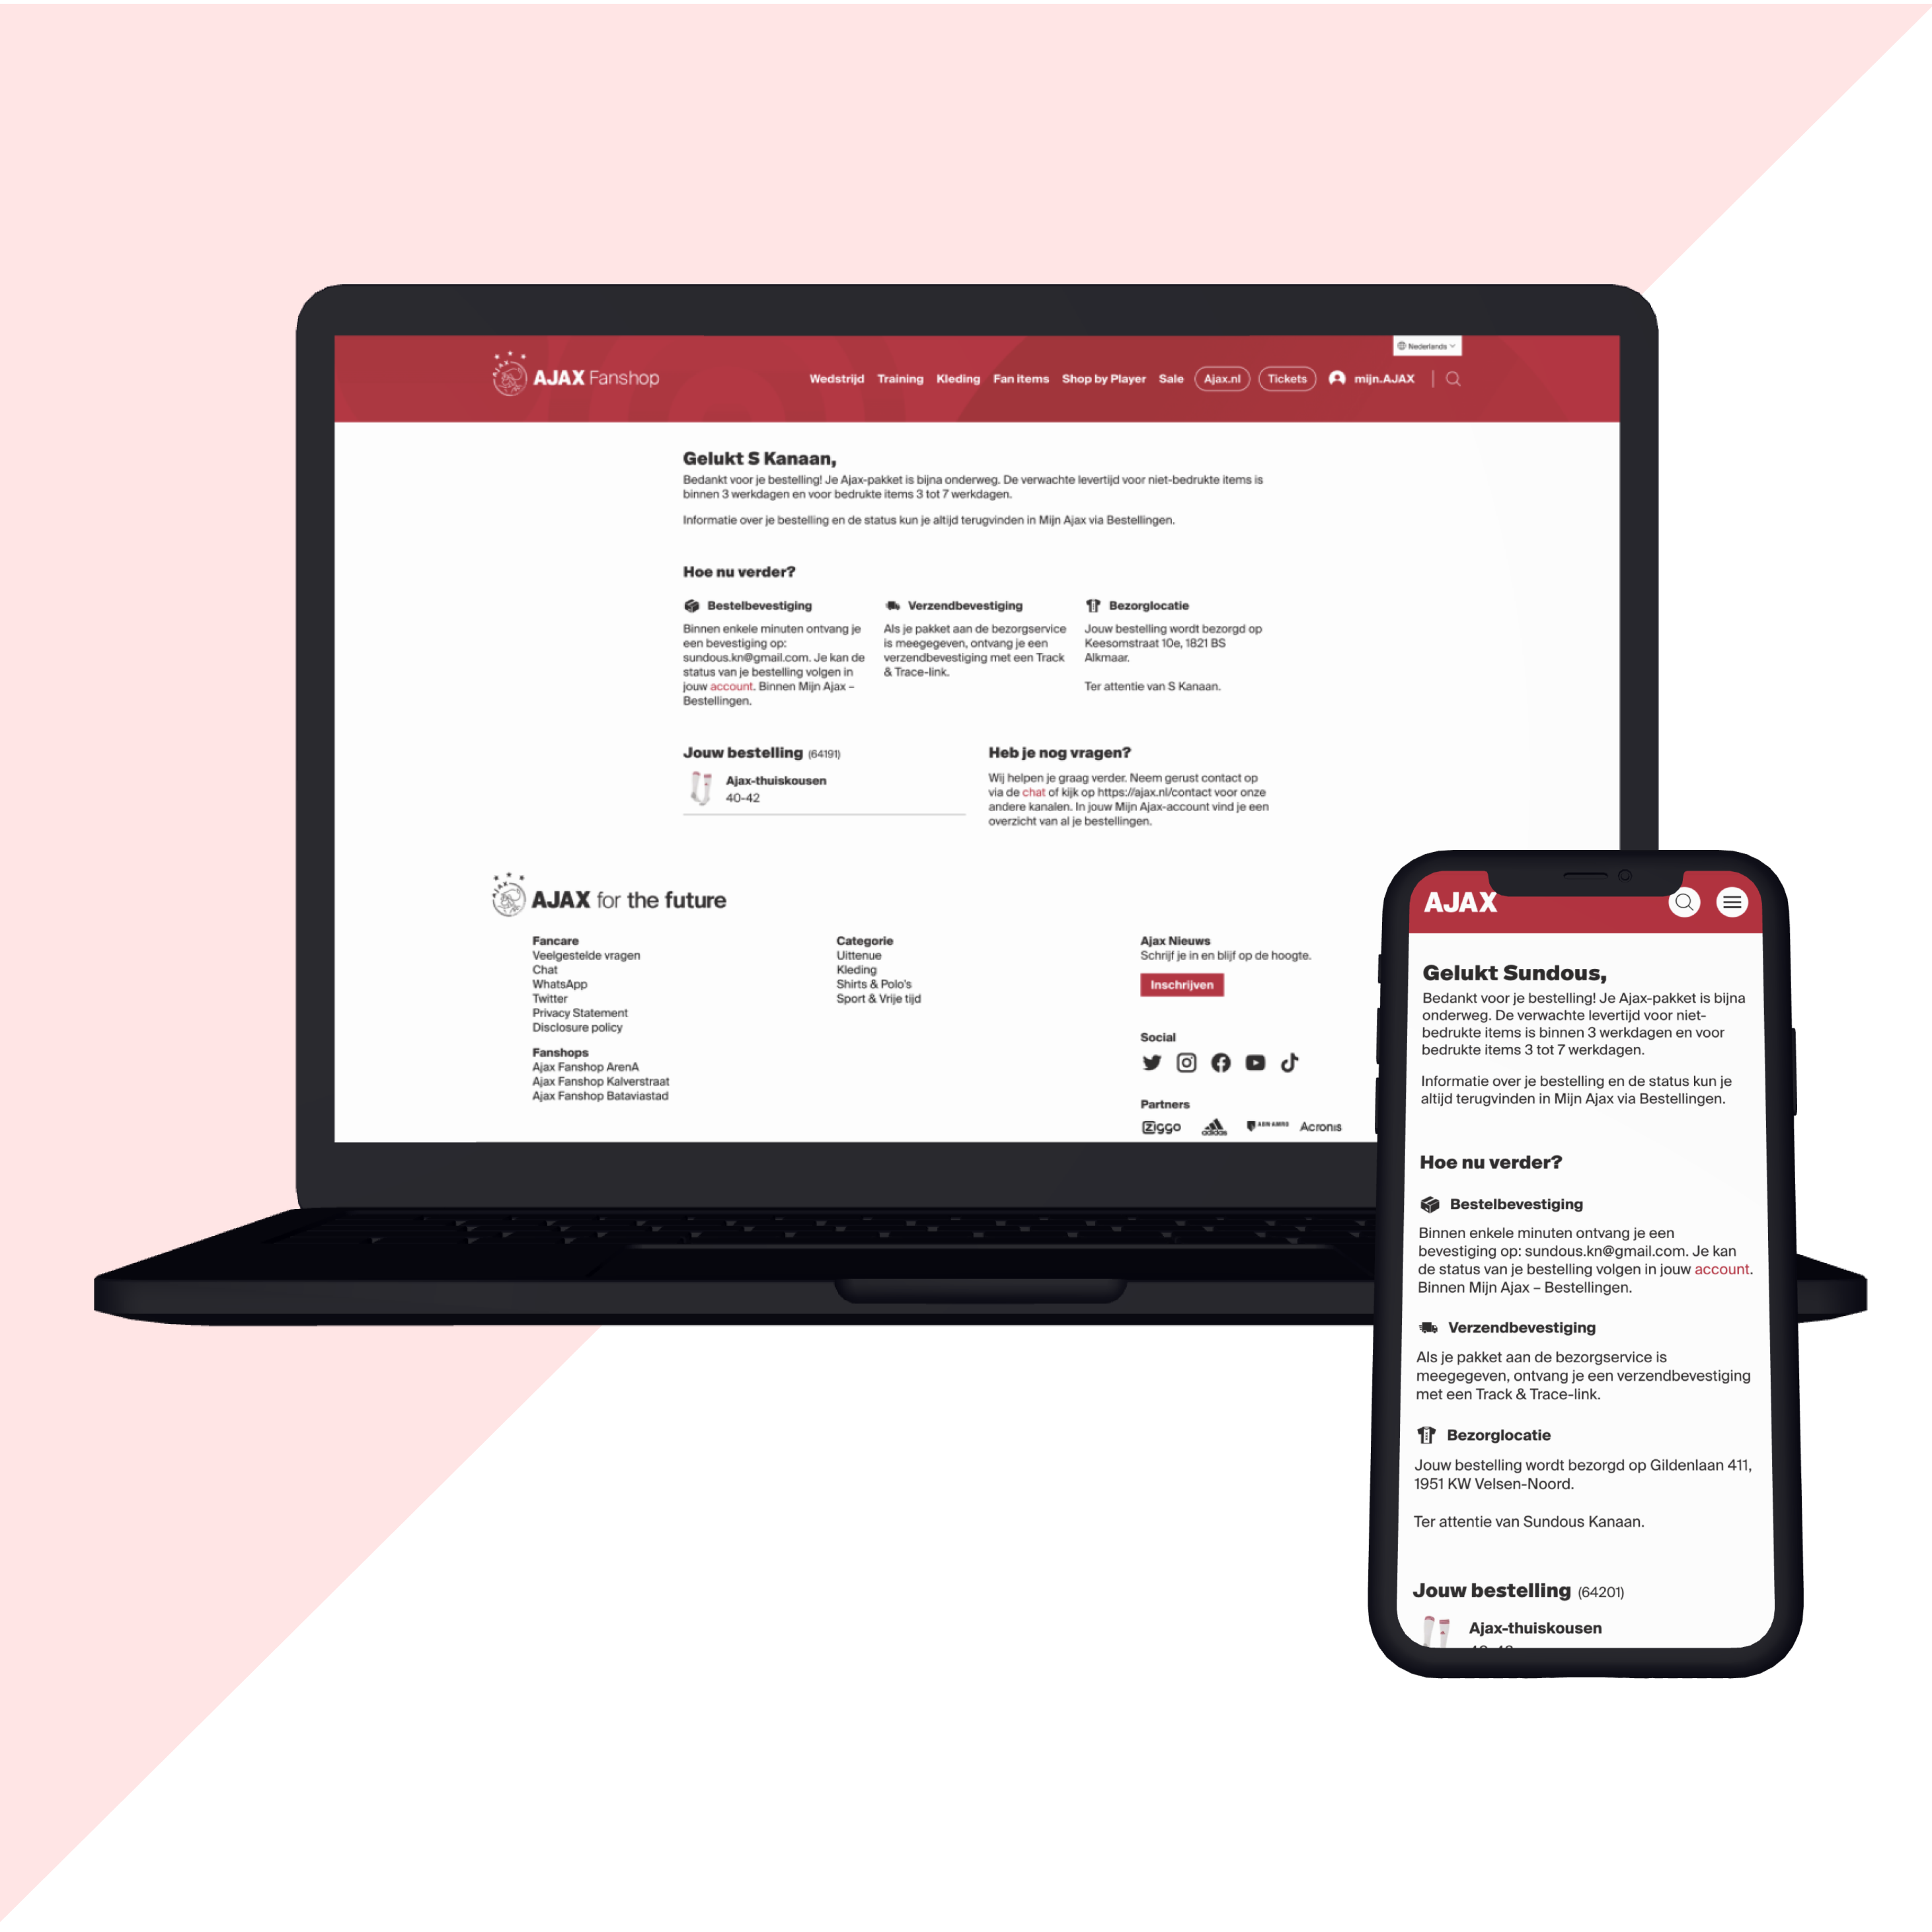 Nederlands
AJAX Fanshop
Wedstrijd Training Kleding Fan items Shop by Player Sale Ajax.nl Tickets mijn.AJAX
Gelukt S Kanaan,
Bedankt voor je bestelling! Je Ajax-pakket is bijna onderweg. De verwachte levertijd voor niet-bedrukte items is
binnen 3 werkdagen en voor bedrukte items 3 tot 7 werkdagen.
Informatie over je bestelling en de status kun je altijd terugvinden in Mijn Ajax via Bestellingen.
Hoe nu verder?
Bestelbevestiging
Binnen enkele minuten ontvang je
een bevestiging op:
sundous.kn@gmail.com. Je kan de
status van je bestelling volgen in
jouw account. Binnen Mijn Ajax –
Bestellingen.
Verzendbevestiging
Als je pakket aan de bezorgservice
is meegegeven, ontvang je een
verzendbevestiging met een Track
& Trace-link.
Bezorglocatie
Jouw bestelling wordt bezorgd op
Keesomstraat 10e, 1821 BS
Alkmaar.
Ter attentie van S Kanaan.
Jouw bestelling (64191)
Ajax-thuiskousen
40-42
Heb je nog vragen?
Wij helpen je graag verder. Neem gerust contact op
via de chat of kijk op https://ajax.nl/contact voor onze
andere kanalen. In jouw Mijn Ajax-account vind je een
overzicht van al je bestellingen.
AJAX for the future
Fancare
Veelgestelde vragen
Chat
WhatsApp
Twitter
Privacy Statement
Disclosure policy
Fanshops
Ajax Fanshop ArenA
Ajax Fanshop Kalverstraat
Ajax Fanshop Bataviastad
Categorie
Uittenue
Kleding
Shirts & Polo's
Sport & Vrije tijd
Ajax Nieuws
Schrijf je in en blijf op de hoogte.
Inschrijven
Social
Partners
Ziggo adidas ABN AMRO Acronis
AJAX
Gelukt Sundous,
Bedankt voor je bestelling! Je Ajax-pakket is bijna
onderweg. De verwachte levertijd voor niet-
bedrukte items is binnen 3 werkdagen en voor
bedrukte items 3 tot 7 werkdagen.
Informatie over je bestelling en de status kun je
altijd terugvinden in Mijn Ajax via Bestellingen.
Hoe nu verder?
Bestelbevestiging
Binnen enkele minuten ontvang je een
bevestiging op: sundous.kn@gmail.com. Je kan
de status van je bestelling volgen in jouw account.
Binnen Mijn Ajax – Bestellingen.
Verzendbevestiging
Als je pakket aan de bezorgservice is
meegegeven, ontvang je een verzendbevestiging
met een Track & Trace-link.
Bezorglocatie
Jouw bestelling wordt bezorgd op Gildenlaan 411,
1951 KW Velsen-Noord.
Ter attentie van Sundous Kanaan.
Jouw bestelling (64201)
Ajax-thuiskousen